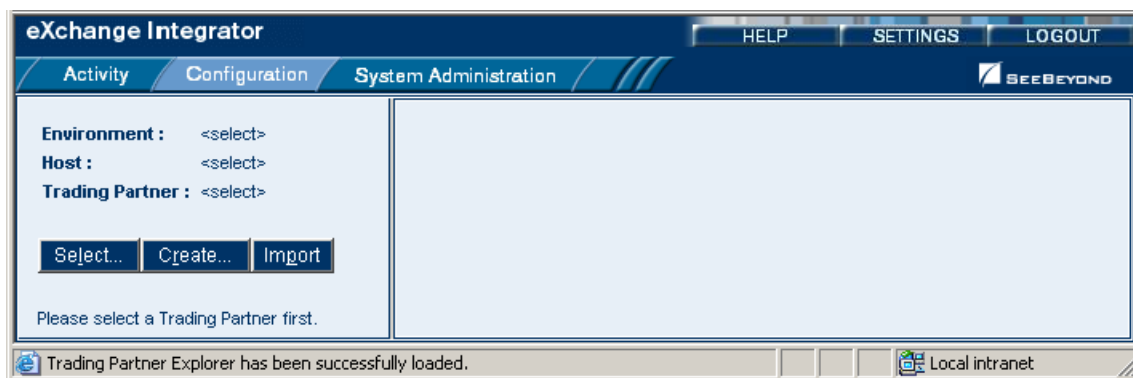 eXchange Integrator HELP SETTINGS LOGOUT
Activity Configuration System Administration SEEBEYOND
Environment : <select>
Host : <select>
Trading Partner : <select>
Select... Create... Import
Please select a Trading Partner first.
Trading Partner Explorer has been successfully loaded. Local intranet